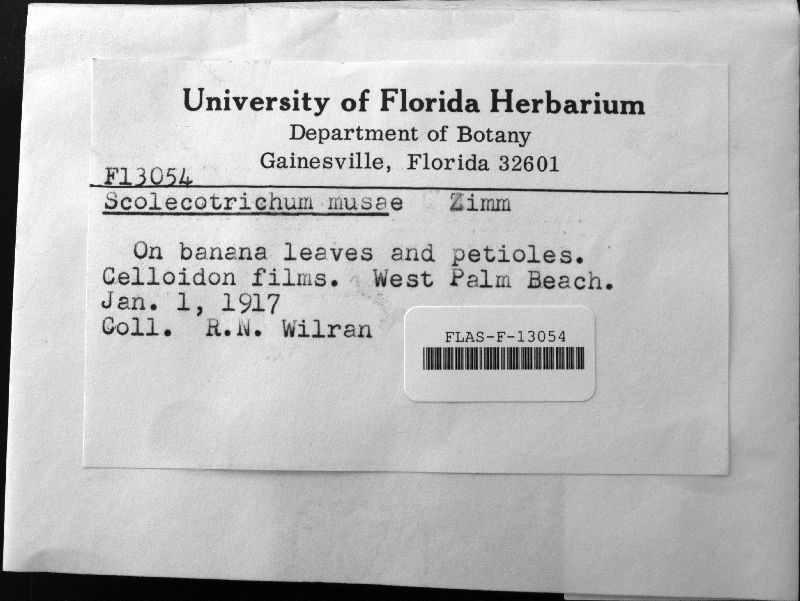 University of Florida Herbarium
Department of Botany
Gainesville, Florida 32601
F13054
Scolecotrichum musae Zimm
On banana leaves and petioles.
Celloidon films. West Palm Beach.
Jan. 1, 1917
Coll. R.N. Wilran
FLAS-F-13054